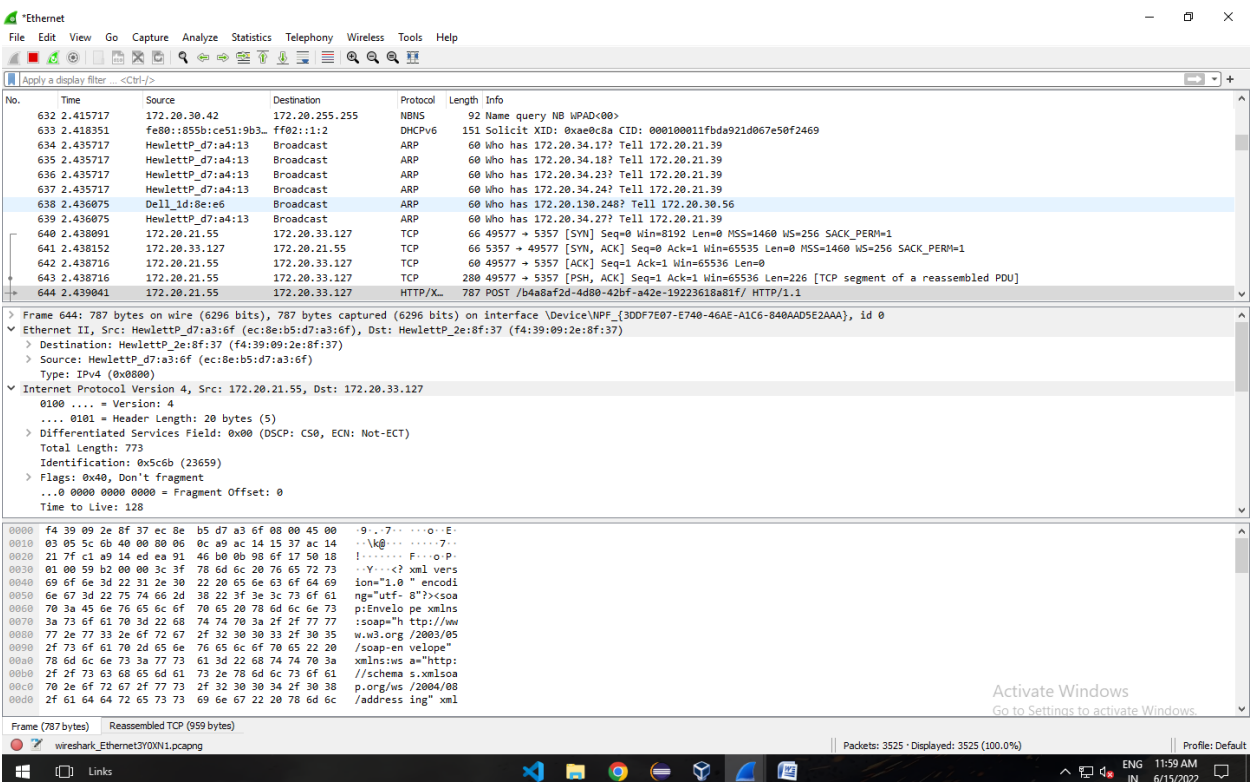 *Ethernet
File Edit View Go Capture Analyze Statistics Telephony Wireless Tools Help
Apply a display filter ... <Ctrl-/>
No. Time Source Destination Protocol Length Info
632 2.415717 172.20.30.42 172.20.255.255 NBNS 92 Name query NB WPAD<00>
633 2.418351 fe80::855b:ce51:9b3… ff02::1:2 DHCPv6 151 Solicit XID: 0xae0c8a CID: 000100011fbda921d067e50f2469
634 2.435717 HewlettP_d7:a4:13 Broadcast ARP 60 Who has 172.20.34.17? Tell 172.20.21.39
635 2.435717 HewlettP_d7:a4:13 Broadcast ARP 60 Who has 172.20.34.18? Tell 172.20.21.39
636 2.435717 HewlettP_d7:a4:13 Broadcast ARP 60 Who has 172.20.34.23? Tell 172.20.21.39
637 2.435717 HewlettP_d7:a4:13 Broadcast ARP 60 Who has 172.20.34.24? Tell 172.20.21.39
638 2.436075 Dell_1d:8e:e6 Broadcast ARP 60 Who has 172.20.130.248? Tell 172.20.30.56
639 2.436075 HewlettP_d7:a4:13 Broadcast ARP 60 Who has 172.20.34.27? Tell 172.20.21.39
640 2.438091 172.20.21.55 172.20.33.127 TCP 66 49577 → 5357 [SYN] Seq=0 Win=8192 Len=0 MSS=1460 WS=256 SACK_PERM=1
641 2.438152 172.20.33.127 172.20.21.55 TCP 66 5357 → 49577 [SYN, ACK] Seq=0 Ack=1 Win=65535 Len=0 MSS=1460 WS=256 SACK_PERM=1
642 2.438716 172.20.21.55 172.20.33.127 TCP 60 49577 → 5357 [ACK] Seq=1 Ack=1 Win=65536 Len=0
643 2.438716 172.20.21.55 172.20.33.127 TCP 280 49577 → 5357 [PSH, ACK] Seq=1 Ack=1 Win=65536 Len=226 [TCP segment of a reassembled PDU]
644 2.439041 172.20.21.55 172.20.33.127 HTTP/X… 787 POST /b4a8af2d-4d80-42bf-a42e-19223618a81f/ HTTP/1.1
Frame 644: 787 bytes on wire (6296 bits), 787 bytes captured (6296 bits) on interface \Device\NPF_{3DDF7E07-E740-46AE-A1C6-840AAD5E2AAA}, id 0
Ethernet II, Src: HewlettP_d7:a3:6f (ec:8e:b5:d7:a3:6f), Dst: HewlettP_2e:8f:37 (f4:39:09:2e:8f:37)
Destination: HewlettP_2e:8f:37 (f4:39:09:2e:8f:37)
Source: HewlettP_d7:a3:6f (ec:8e:b5:d7:a3:6f)
Type: IPv4 (0x0800)
Internet Protocol Version 4, Src: 172.20.21.55, Dst: 172.20.33.127
0100 .... = Version: 4
.... 0101 = Header Length: 20 bytes (5)
Differentiated Services Field: 0x00 (DSCP: CS0, ECN: Not-ECT)
Total Length: 773
Identification: 0x5c6b (23659)
Flags: 0x40, Don't fragment
...0 0000 0000 0000 = Fragment Offset: 0
Time to Live: 128
0000 f4 39 09 2e 8f 37 ec 8e b5 d7 a3 6f 08 00 45 00 ·9·.·7·· ···o··E·
0010 03 05 5c 6b 40 00 80 06 0c a9 ac 14 15 37 ac 14 ··\k@··· ·····7··
0020 21 7f c1 a9 14 ed ea 91 46 b0 0b 98 6f 17 50 18 !······· F···o·P·
0030 01 00 59 b2 00 00 3c 3f 78 6d 6c 20 76 65 72 73 ··Y···<? xml vers
0040 69 6f 6e 3d 22 31 2e 30 22 20 65 6e 63 6f 64 69 ion="1.0 " encodi
0050 6e 67 3d 22 75 74 66 2d 38 22 3f 3e 3c 73 6f 61 ng="utf- 8"?><soa
0060 70 3a 45 6e 76 65 6c 6f 70 65 20 78 6d 6c 6e 73 p:Envelo pe xmlns
0070 3a 73 6f 61 70 3d 22 68 74 74 70 3a 2f 2f 77 77 :soap="h ttp://ww
0080 77 2e 77 33 2e 6f 72 67 2f 32 30 30 33 2f 30 35 w.w3.org /2003/05
0090 2f 73 6f 61 70 2d 65 6e 76 65 6c 6f 70 65 22 20 /soap-en velope"
00a0 78 6d 6c 6e 73 3a 77 73 61 3d 22 68 74 74 70 3a xmlns:ws a="http:
00b0 2f 2f 73 63 68 65 6d 61 73 2e 78 6d 6c 73 6f 61 //schema s.xmlsoa
00c0 70 2e 6f 72 67 2f 77 73 2f 32 30 30 34 2f 30 38 p.org/ws /2004/08
00d0 2f 61 64 64 72 65 73 73 69 6e 67 22 20 78 6d 6c /address ing" xml
Activate Windows
Go to Settings to activate Windows.
Frame (787 bytes) Reassembled TCP (959 bytes)
wireshark_Ethernet3Y0XN1.pcapng Packets: 3525 · Displayed: 3525 (100.0%) Profile: Default
Links ENG 11:59 AM
IN 6/15/2022